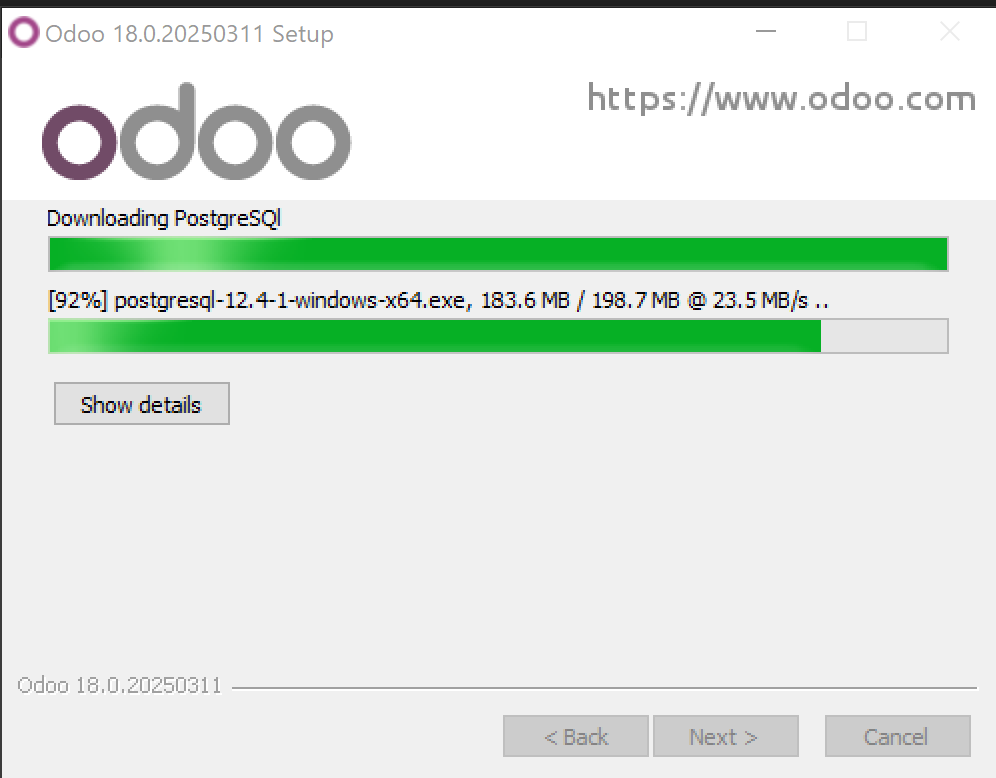 Odoo 18.0.20250311 Setup
odoo
https://www.odoo.com
Downloading PostgreSQl
[92%] postgresql-12.4-1-windows-x64.exe, 183.6 MB / 198.7 MB @ 23.5 MB/s ..
Show details
Odoo 18.0.20250311
< Back
Next >
Cancel